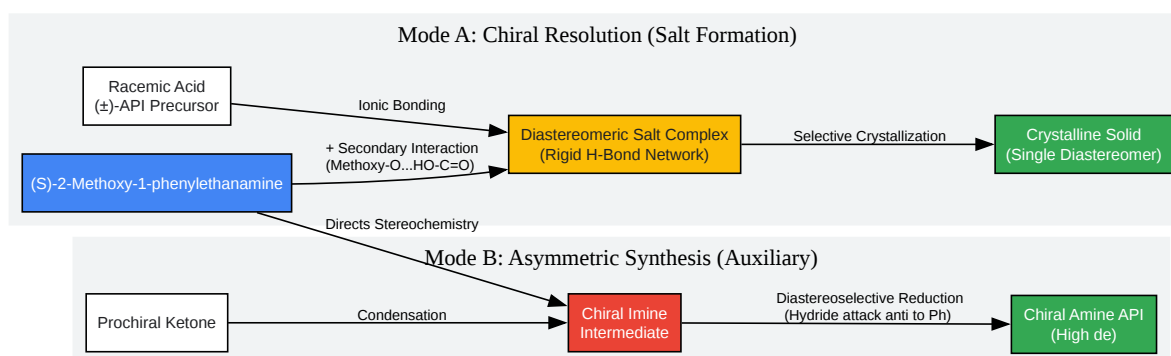 Mode A: Chiral Resolution (Salt Formation)
Racemic Acid
(±)-API Precursor
Ionic Bonding
(S)-2-Methoxy-1-phenylethanamine
+ Secondary Interaction
(Methoxy-O...HO-C=O)
Diastereomeric Salt Complex
(Rigid H-Bond Network)
Selective Crystallization
Crystalline Solid
(Single Diastereomer)
Directs Stereochemistry
Mode B: Asymmetric Synthesis (Auxiliary)
Prochiral Ketone
Condensation
Chiral Imine
Intermediate
Diastereoselective Reduction
(Hydride attack anti to Ph)
Chiral Amine API
(High de)